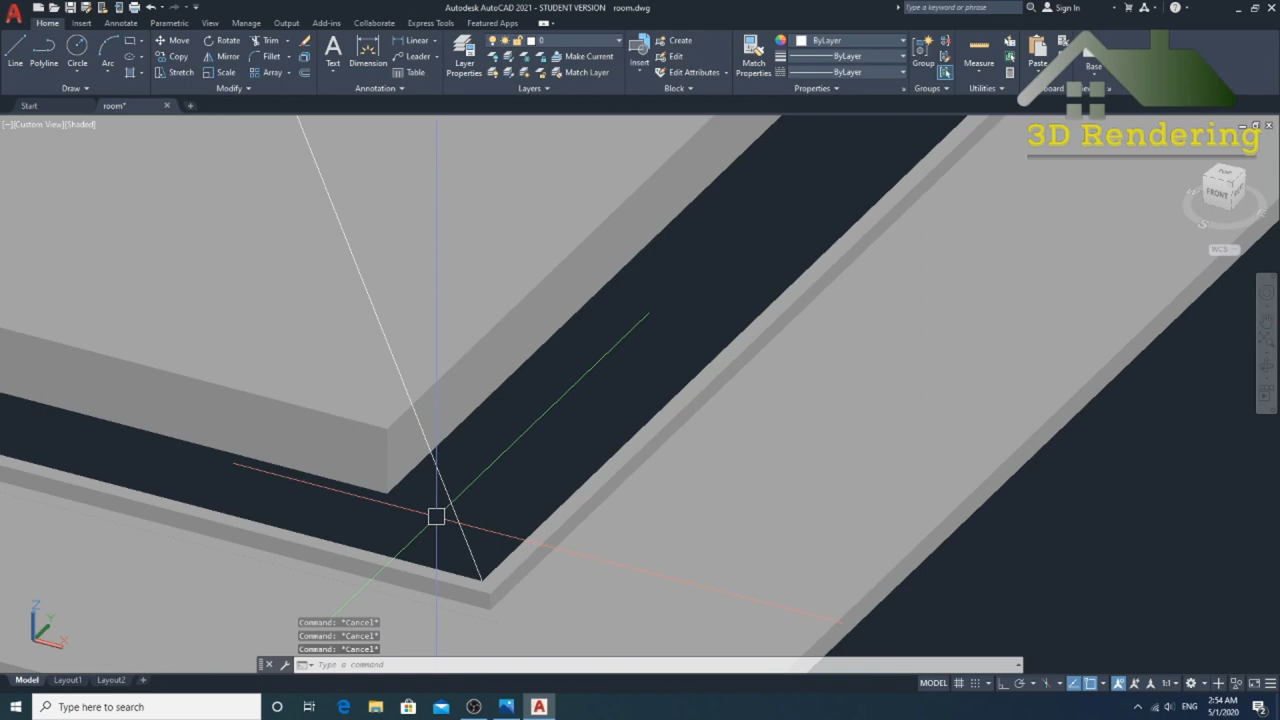 Autodesk AutoCAD 2021 - STUDENT VERSION room.dwg
Type a keyword or phrase
Sign In
Home Insert Annotate Parametric View Manage Output Add-ins Collaborate Express Tools Featured Apps
Line Polyline Circle Arc
Move Rotate Trim
Copy Mirror Fillet
Stretch Scale Array
Text Dimension
Linear
Leader
Table
Layer Properties
0
Make Current
Match Layer
Insert
Create
Edit
Edit Attributes
Match Properties
ByLayer
ByLayer
ByLayer
Group
Measure
Paste
Base
Draw Modify Annotation Layers Block Properties Groups Utilities
Start room*
[−][Custom View][Shaded]
3D Rendering
FRONT
S
WCS
Z
Y
X
Command: *Cancel*
Command: *Cancel*
Command: *Cancel*
Type a command
Model Layout1 Layout2
MODEL
1:1
Type here to search
ENG
2:54 AM
5/1/2020
2